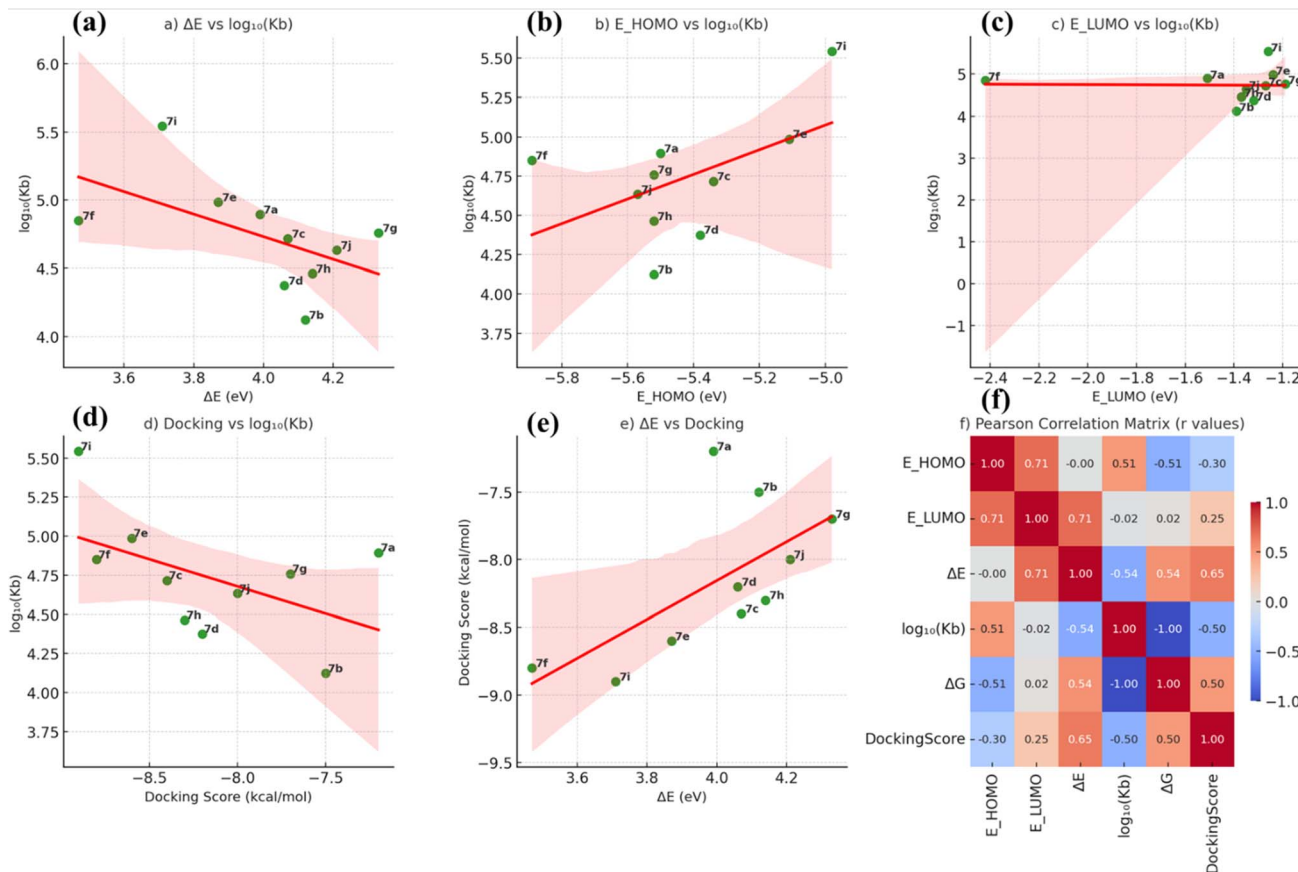 (a)
a) ΔE vs log₁₀(Kb)
log₁₀(Kb)
6.0
5.5
5.0
4.5
4.0
7i
7e
7a
7f
7c
7g
7j
7h
7d
7b
3.6 3.8 4.0 4.2
ΔE (eV)
(b)
b) E_HOMO vs log₁₀(Kb)
log₁₀(Kb)
5.50
5.25
5.00
4.75
4.50
4.25
4.00
3.75
7i
7e
7f
7a
7g
7c
7j
7h
7d
7b
−5.8 −5.6 −5.4 −5.2 −5.0
E_HOMO (eV)
(c)
c) E_LUMO vs log₁₀(Kb)
log₁₀(Kb)
5
4
3
2
1
0
−1
7i
7f
7a
7e
7j
7c
7g
7h
7d
7b
−2.4 −2.2 −2.0 −1.8 −1.6 −1.4 −1.2
E_LUMO (eV)
(d)
d) Docking vs log₁₀(Kb)
log₁₀(Kb)
5.50
5.25
5.00
4.75
4.50
4.25
4.00
3.75
7i
7e
7f
7a
7c
7g
7j
7h
7d
7b
−8.5 −8.0 −7.5
Docking Score (kcal/mol)
(e)
e) ΔE vs Docking
Docking Score (kcal/mol)
−7.5
−8.0
−8.5
−9.0
−9.5
7a
7b
7g
7j
7d
7h
7c
7e
7f
7i
3.6 3.8 4.0 4.2
ΔE (eV)
(f)
f) Pearson Correlation Matrix (r values)
E_HOMO 1.00 0.71 -0.00 0.51 -0.51 -0.30
E_LUMO 0.71 1.00 0.71 -0.02 0.02 0.25
ΔE -0.00 0.71 1.00 -0.54 0.54 0.65
log₁₀(Kb) 0.51 -0.02 -0.54 1.00 -1.00 -0.50
ΔG -0.51 0.02 0.54 -1.00 1.00 0.50
DockingScore -0.30 0.25 0.65 -0.50 0.50 1.00
E_HOMO
E_LUMO
ΔE
log₁₀(Kb)
ΔG
DockingScore
1.0
0.5
0.0
−0.5
−1.0